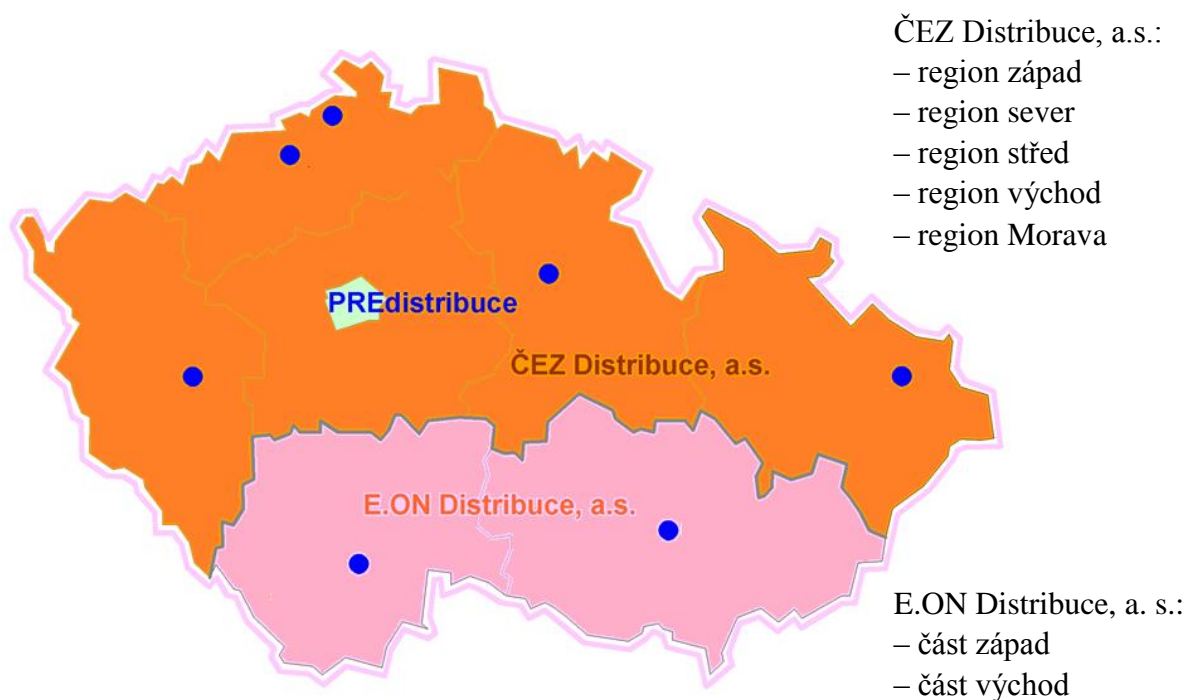 ČEZ Distribuce, a.s.:
– region západ
– region sever
– region střed
– region východ
– region Morava
PREdistribuce
ČEZ Distribuce, a.s.
E.ON Distribuce, a.s.
E.ON Distribuce, a. s.:
– část západ
– část východ